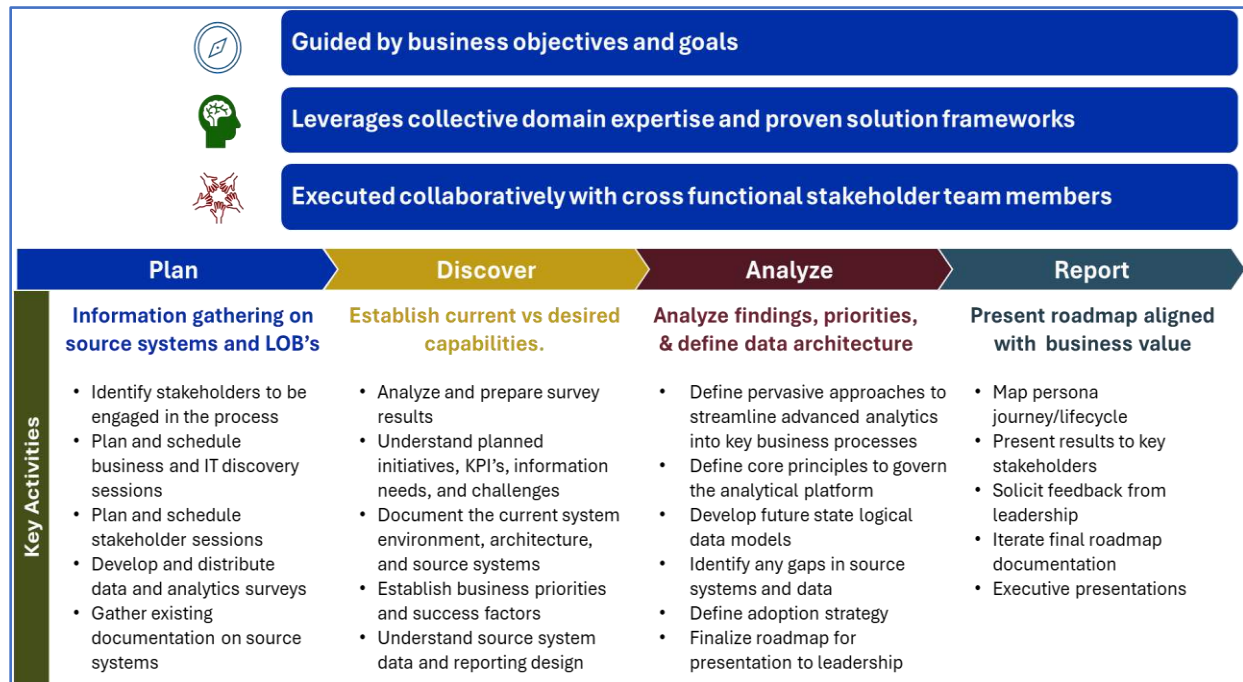 Guided by business objectives and goals
Leverages collective domain expertise and proven solution frameworks
Executed collaboratively with cross functional stakeholder team members
Plan
Discover
Analyze
Report
Key Activities
Information gathering on
source systems and LOB's
• Identify stakeholders to be
engaged in the process
• Plan and schedule
business and IT discovery
sessions
• Plan and schedule
stakeholder sessions
• Develop and distribute
data and analytics surveys
• Gather existing
documentation on source
systems
Establish current vs desired
capabilities.
• Analyze and prepare survey
results
• Understand planned
initiatives, KPI's, information
needs, and challenges
• Document the current system
environment, architecture,
and source systems
• Establish business priorities
and success factors
• Understand source system
data and reporting design
Analyze findings, priorities,
& define data architecture
• Define pervasive approaches to
streamline advanced analytics
into key business processes
• Define core principles to govern
the analytical platform
• Develop future state logical
data models
• Identify any gaps in source
systems and data
• Define adoption strategy
• Finalize roadmap for
presentation to leadership
Present roadmap aligned
with business value
• Map persona
journey/lifecycle
• Present results to key
stakeholders
• Solicit feedback from
leadership
• Iterate final roadmap
documentation
• Executive presentations